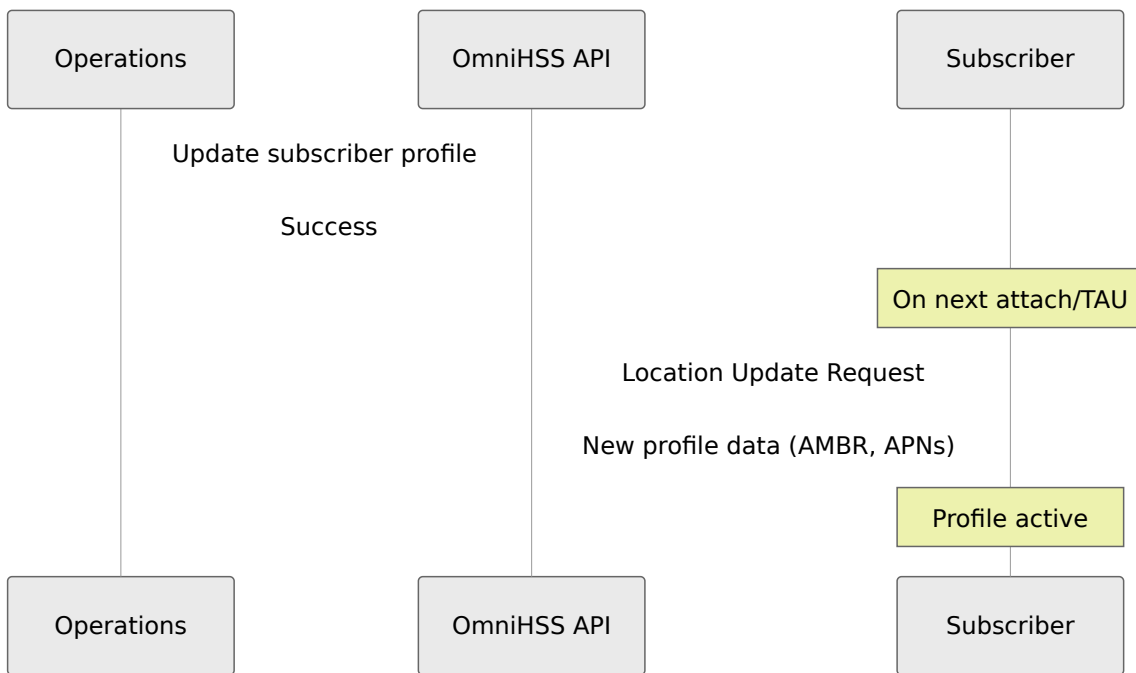 Operations
OmniHSS API
Subscriber
Update subscriber profile
Success
On next attach/TAU
Location Update Request
New profile data (AMBR, APNs)
Profile active
Operations
OmniHSS API
Subscriber